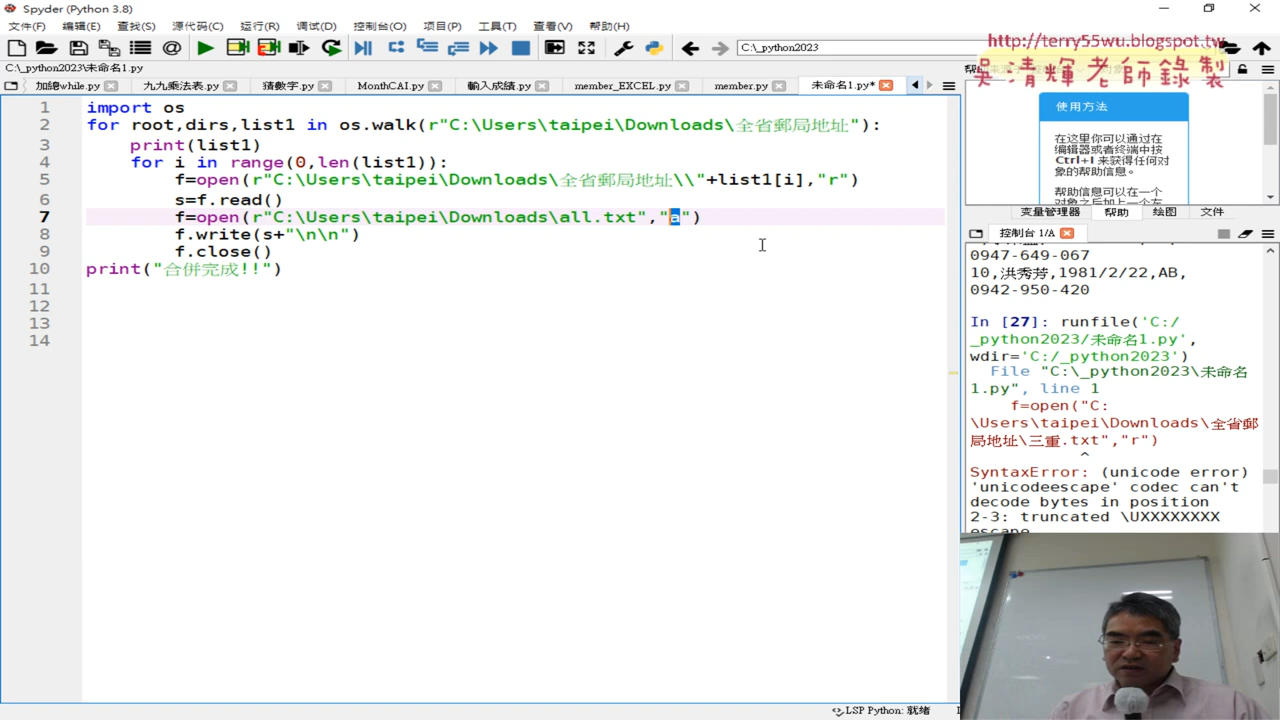 Spyder (Python 3.8)
文件(F) 编辑(E) 查找(S) 源代码(C) 运行(R) 调试(D) 控制台(O) 项目(P) 工具(T) 查看(V) 帮助(H)
C:\_python2023
http://terry55wu.blogspot.tw
吳清輝老師錄製
C:\_python2023\未命名1.py
加總while.py 九九乘法表.py 猜數字.py MonthCAI.py 輸入成績.py member_EXCEL.py member.py 未命名1.py*
1 import os
2 for root,dirs,list1 in os.walk(r"C:\Users\taipei\Downloads\全省郵局地址"):
3 print(list1)
4 for i in range(0,len(list1)):
5 f=open(r"C:\Users\taipei\Downloads\全省郵局地址\\"+list1[i],"r")
6 s=f.read()
7 f=open(r"C:\Users\taipei\Downloads\all.txt","a")
8 f.write(s+"\n\n")
9 f.close()
10 print("合併完成!!")
11
12
13
14
使用方法
在这里你可以通过在
编辑器或者终端中按
Ctrl+I 来获得任何对
象的帮助信息。
帮助信息可以在一个
变量管理器 帮助 绘图 文件
控制台 1/A
0947-649-067
10,洪秀芳,1981/2/22,AB,
0942-950-420
In [27]: runfile('C:/
_python2023/未命名1.py',
wdir='C:/_python2023')
File "C:\_python2023\未命名
1.py", line 1
f=open("C:
\Users\taipei\Downloads\全省郵
局地址\三重.txt","r")
^
SyntaxError: (unicode error)
'unicodeescape' codec can't
decode bytes in position
2-3: truncated \UXXXXXXXX
escape
LSP Python: 就绪